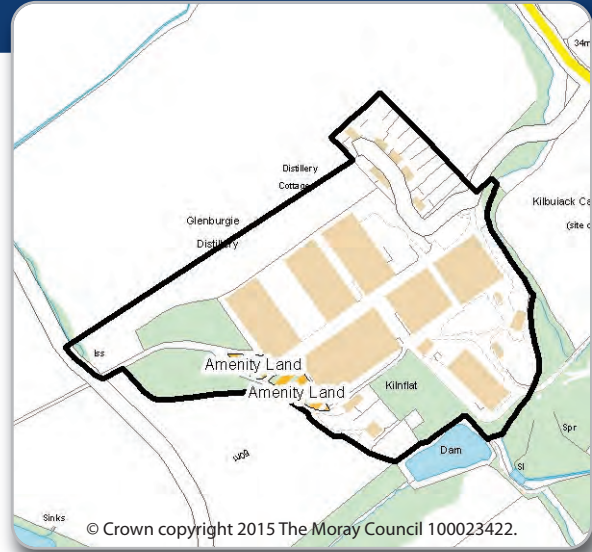 34m
Distillery
Cottage
Kilbuiack Ca
(site o
Glenburgie
Distillery
Iss
Amenity Land
Amenity Land
Kilnflat
Spr
Dam
Sl
Sinks
© Crown copyright 2015 The Moray Council 100023422.